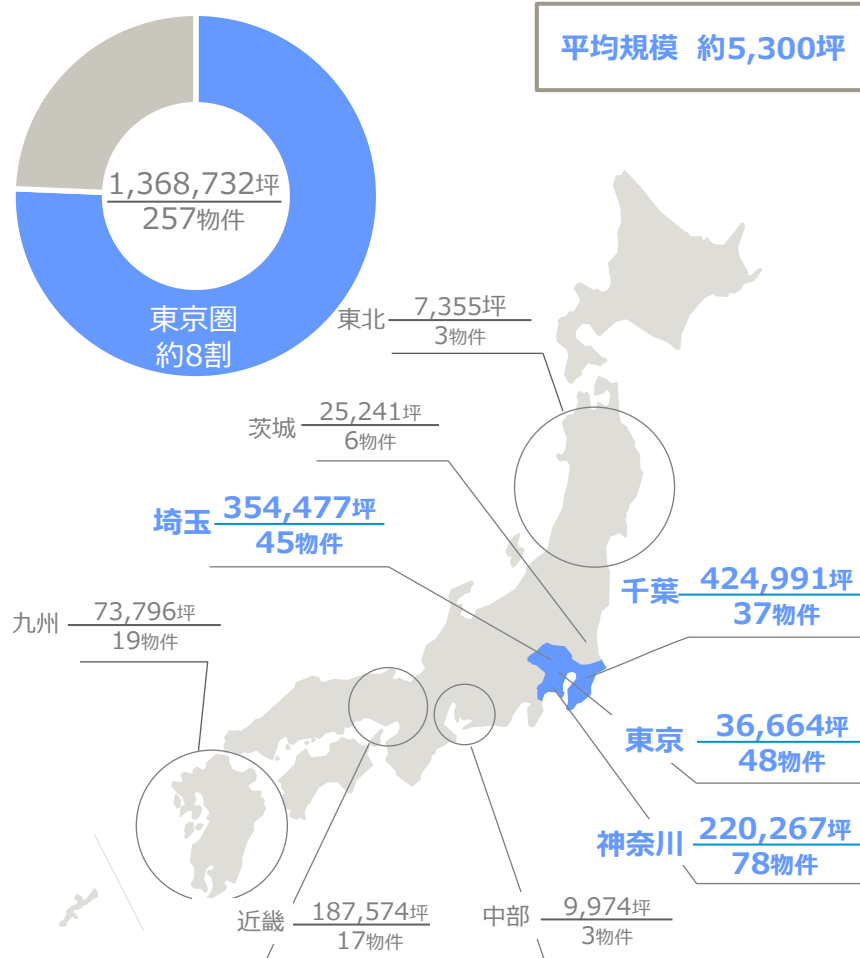 平均規模 約5,300坪
1,368,732坪
257物件
東京圏
約8割
東北
7,355坪
3物件
茨城
25,241坪
6物件
埼玉
354,477坪
45物件
千葉
424,991坪
37物件
九州
73,796坪
19物件
東京
36,664坪
48物件
神奈川
220,267坪
78物件
近畿
187,574坪
17物件
中部
9,974坪
3物件